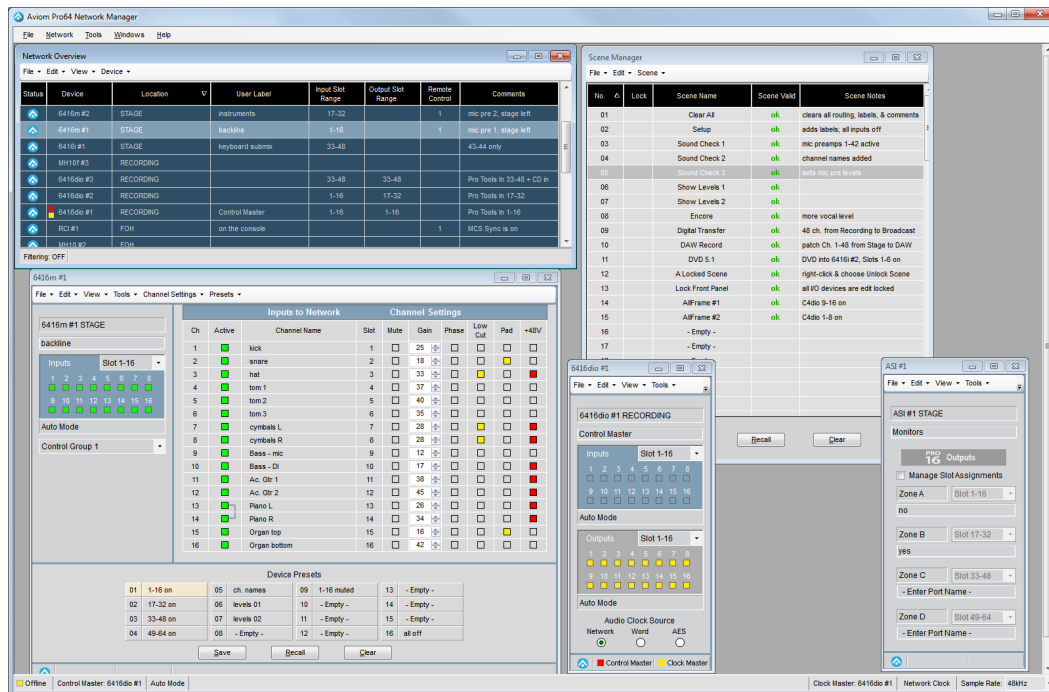 Aviom Pro64 Network Manager
File Network Tools Windows Help
Network Overview
File Edit View Device
Status Device Location User Label Input Slot Range Output Slot Range Remote Control Comments
6416m #2 STAGE instruments 17-32 1 mic pre 2, stage left
6416m #1 STAGE backline 1-16 1 mic pre 1, stage left
6416i #1 STAGE keyboard submix 33-48 43-44 only
MH10f #3 RECORDING
6416dio #3 RECORDING 33-48 33-48 Pro Tools In 33-48 + CD in
6416dio #2 RECORDING 1-16 17-32 Pro Tools In 17-32
6416dio #1 RECORDING Control Master 1-16 1-16 Pro Tools In 1-16
RCI #1 FOH on the console 1 MCS Sync is on
MH10 #2 FOH
Filtering: OFF
Scene Manager
File Edit Scene
No. Lock Scene Name Scene Valid Scene Notes
01 Clear All ok clears all routing, labels, & comments
02 Setup ok adds labels; all inputs off
03 Sound Check 1 ok mic preamps 1-42 active
04 Sound Check 2 ok channel names added
05 Sound Check 3 ok sets mic pre levels
06 Show Levels 1 ok
07 Show Levels 2 ok
08 Encore ok more vocal level
09 Digital Transfer ok 48 ch. from Recording to Broadcast
10 DAW Record ok patch Ch. 1-48 from Stage to DAW
11 DVD 5.1 ok DVD into 6416i #2, Slots 1-6 on
12 A Locked Scene ok right-click & choose Unlock Scene
13 Lock Front Panel ok all I/O devices are edit locked
14 AllFrame #1 ok C4dio 9-16 on
15 AllFrame #2 ok C4dio 1-8 on
16 - Empty -
17 - Empty -
Recall Clear
6416m #1
File Edit View Tools Channel Settings Presets
6416m #1 STAGE
backline
Inputs Slot 1-16
1 2 3 4 5 6 7 8
9 10 11 12 13 14 15 16
Auto Mode
Control Group 1
Inputs to Network Channel Settings
Ch Active Channel Name Slot Mute Gain Phase Low Cut Pad +48V
1 kick 1 25
2 snare 2 18
3 hat 3 33
4 tom 1 4 37
5 tom 2 5 40
6 tom 3 6 35
7 cymbals L 7 28
8 cymbals R 8 28
9 Bass - mic 9 12
10 Bass - DI 10 17
11 Ac. Gtr 1 11 38
12 Ac. Gtr 2 12 45
13 Piano L 13 26
14 Piano R 14 34
15 Organ top 15 16
16 Organ bottom 16 42
Device Presets
01 1-16 on 05 ch. names 09 1-16 muted 13 - Empty -
02 17-32 on 06 levels 01 10 - Empty - 14 - Empty -
03 33-48 on 07 levels 02 11 - Empty - 15 - Empty -
04 49-64 on 08 - Empty - 12 - Empty - 16 all off
Save Recall Clear
6416dio #1
File Edit View Tools
6416dio #1 RECORDING
Control Master
Inputs Slot 1-16
1 2 3 4 5 6 7 8
9 10 11 12 13 14 15 16
Auto Mode
Outputs Slot 1-16
1 2 3 4 5 6 7 8
9 10 11 12 13 14 15 16
Auto Mode
Audio Clock Source
Network Word AES
Control Master Clock Master
ASI #1
File Edit View Tools
ASI #1 STAGE
Monitors
PRO 16 Outputs
Manage Slot Assignments
Zone A Slot 1-16
no
Zone B Slot 17-32
yes
Zone C Slot 33-48
- Enter Port Name -
Zone D Slot 49-64
- Enter Port Name -
Offline Control Master: 6416dio #1 Auto Mode
Clock Master: 6416dio #1 Network Clock Sample Rate: 48kHz